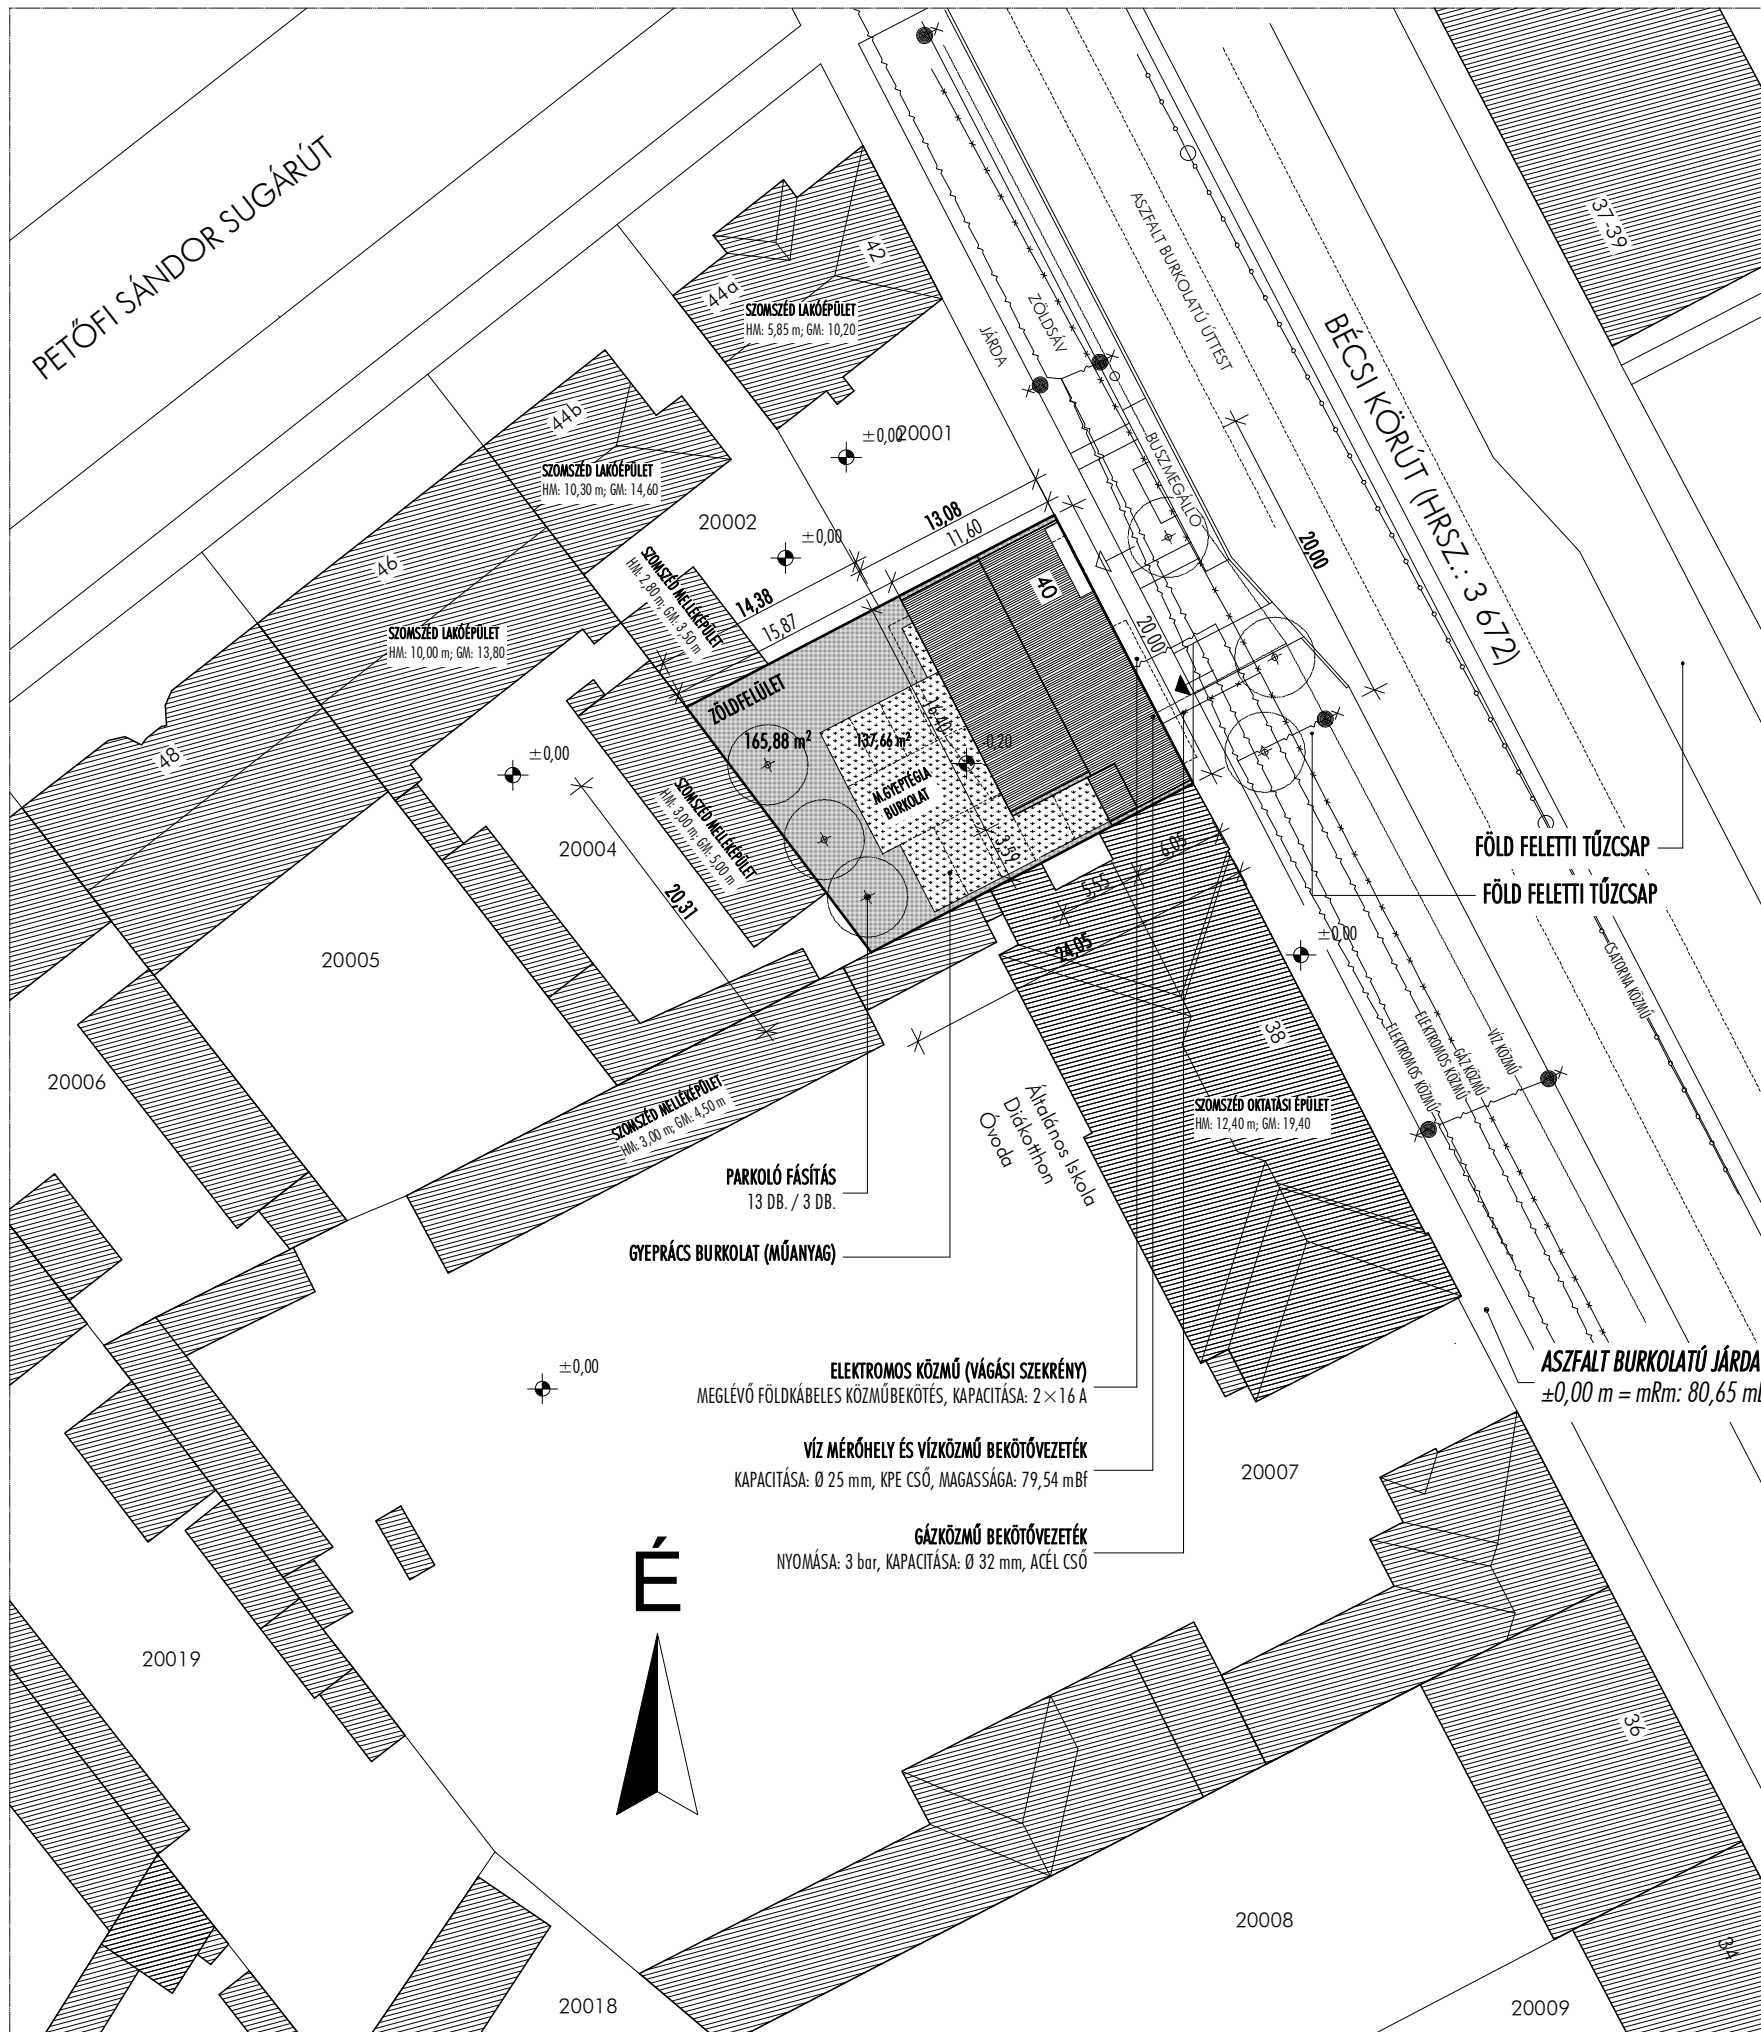 PETŐFI SÁNDOR SUGÁRÚT
37-39
42
44a
SZOMSZÉD LAKÓÉPÜLET
HM: 5,85 m; GM: 10,20
ASZFALT BURKOLATÚ ÚTTEST
ZÖLDSÁV
JÁRDA
BÉCSI KÖRÚT (HRSZ.: 3 672)
44b
SZOMSZÉD LAKÓÉPÜLET
HM: 10,30 m; GM: 14,60
±0,00
20001
BUSZMEGÁLLÓ
20002
±0,00
13,08
11,60
20,00
46
SZOMSZÉD MELLÉKÉPÜLET
HM: 2,80 m; GM: 3,50 m
14,38
15,87
40
20,00
SZOMSZÉD LAKÓÉPÜLET
HM: 10,00 m; GM: 13,80
ZÖLDFELÜLET
165,88 m²
137,66 m²
16,40
-0,20
M.GYEPTÉGLA
BURKOLAT
48
±0,00
20004
SZOMSZÉD MELLÉKÉPÜLET
HM: 3,00 m; GM: 5,00 m
20,31
3,59
6,05
5,55
24,05
FÖLD FELETTI TŰZCSAP
FÖLD FELETTI TŰZCSAP
±0,00
20005
CSATORNA KÖZMŰ
20006
38
ELEKTROMOS KÖZMŰ
ELEKTROMOS KÖZMŰ
GÁZ KÖZMŰ
VÍZ KÖZMŰ
SZOMSZÉD MELLÉKÉPÜLET
HM: 3,00 m; GM: 4,50 m
Általános Iskola
Diákotthon
Óvoda
SZOMSZÉD OKTATÁSI ÉPÜLET
HM: 12,40 m; GM: 19,40
PARKOLÓ FÁSÍTÁS
13 DB. / 3 DB.
GYEPRÁCS BURKOLAT (MŰANYAG)
±0,00
ELEKTROMOS KÖZMŰ (VÁGÁSI SZEKRÉNY)
MEGLÉVŐ FÖLDKÁBELES KÖZMŰBEKÖTÉS, KAPACITÁSA: 2×16 A
ASZFALT BURKOLATÚ JÁRDA
±0,00 m = mRm: 80,65 mB
VÍZ MÉRŐHELY ÉS VÍZKÖZMŰ BEKÖTŐVEZETÉK
KAPACITÁSA: Ø 25 mm, KPE CSŐ, MAGASSÁGA: 79,54 mBf
20007
GÁZKÖZMŰ BEKÖTŐVEZETÉK
NYOMÁSA: 3 bar, KAPACITÁSA: Ø 32 mm, ACÉL CSŐ
É
20019
36
20008
34
20018
20009